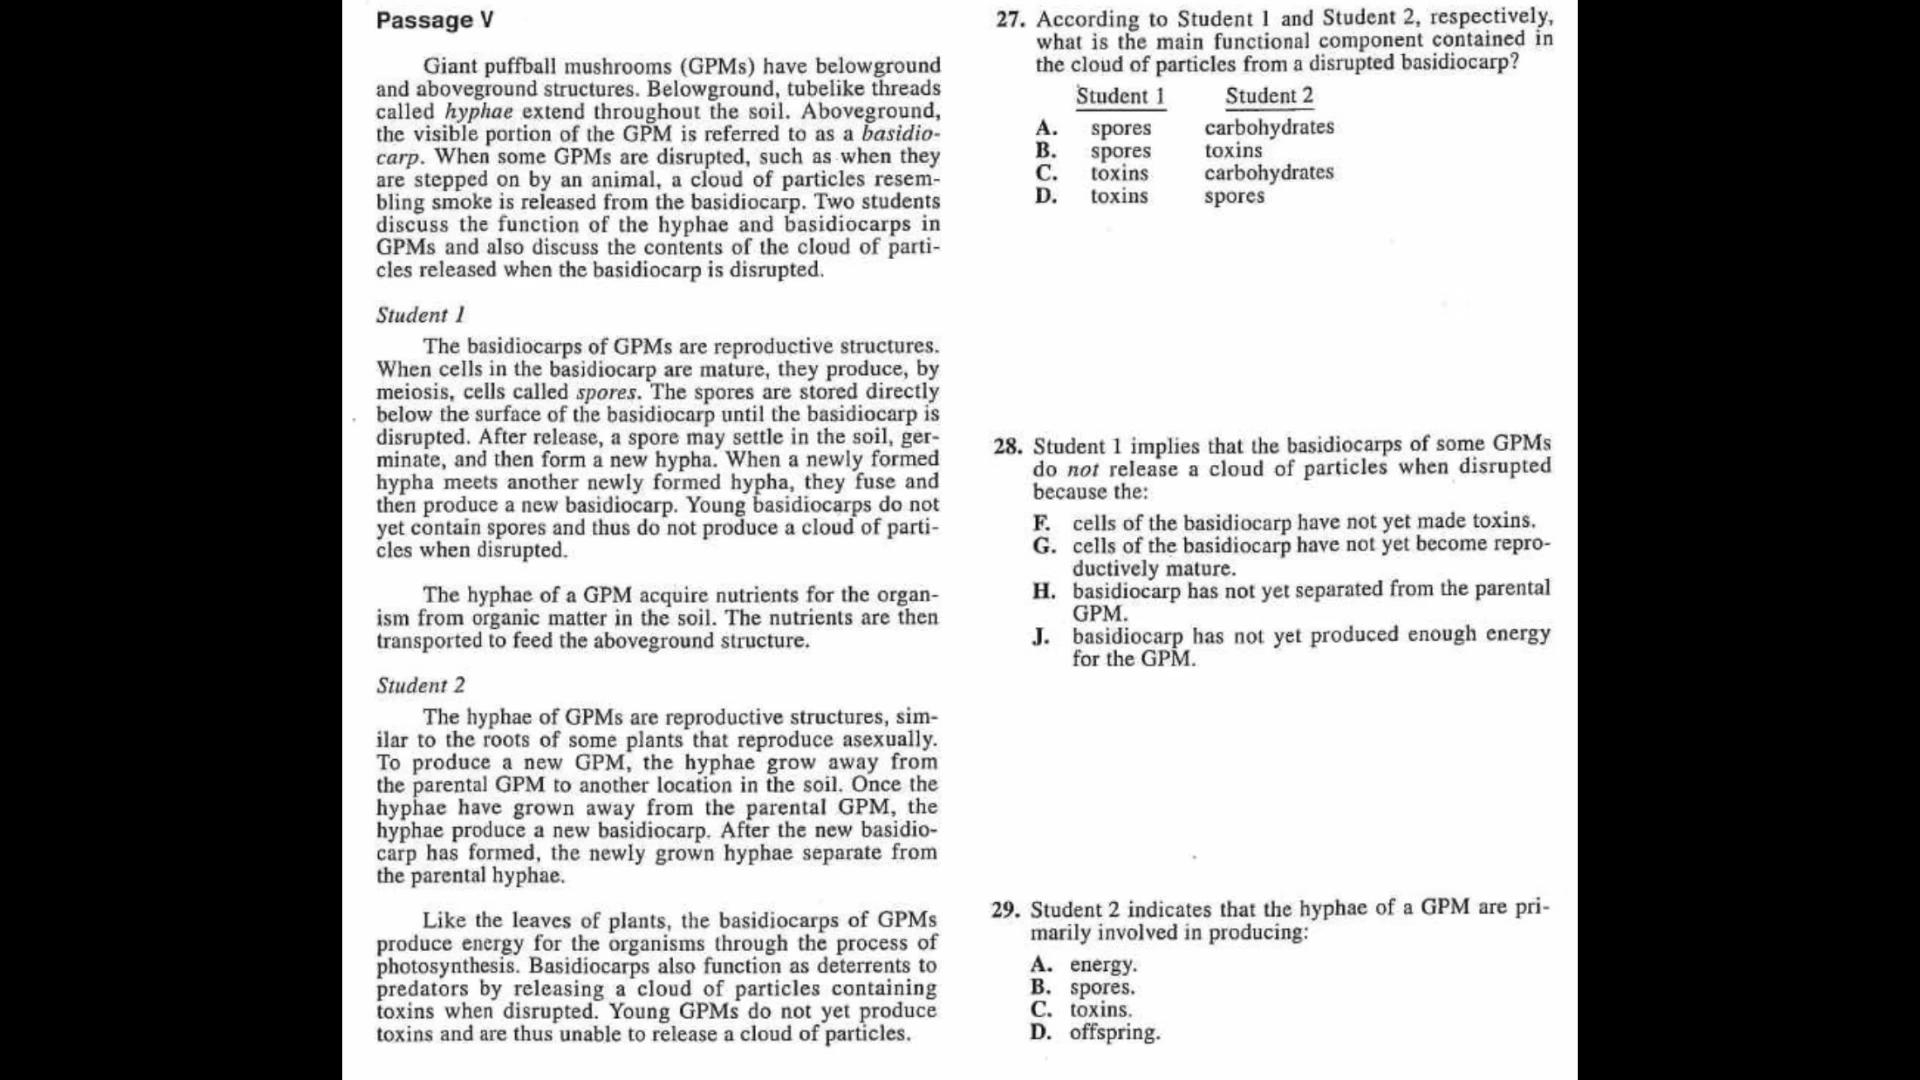 Passage V
Giant puffball mushrooms (GPMs) have belowground
and aboveground structures. Belowground, tubelike threads
called hyphae extend throughout the soil. Aboveground,
the visible portion of the GPM is referred to as a basidio-
carp. When some GPMs are disrupted, such as when they
are stepped on by an animal, a cloud of particles resem-
bling smoke is released from the basidiocarp. Two students
discuss the function of the hyphae and basidiocarps in
GPMs and also discuss the contents of the cloud of parti-
cles released when the basidiocarp is disrupted.
Student 1
The basidiocarps of GPMs are reproductive structures.
When cells in the basidiocarp are mature, they produce, by
meiosis, cells called spores. The spores are stored directly
below the surface of the basidiocarp until the basidiocarp is
disrupted. After release, a spore may settle in the soil, ger-
minate, and then form a new hypha. When a newly formed
hypha meets another newly formed hypha, they fuse and
then produce a new basidiocarp. Young basidiocarps do not
yet contain spores and thus do not produce a cloud of parti-
cles when disrupted.
The hyphae of a GPM acquire nutrients for the organ-
ism from organic matter in the soil. The nutrients are then
transported to feed the aboveground structure.
Student 2
The hyphae of GPMs are reproductive structures, sim-
ilar to the roots of some plants that reproduce asexually.
To produce a new GPM, the hyphae grow away from
the parental GPM to another location in the soil. Once the
hyphae have grown away from the parental GPM, the
hyphae produce a new basidiocarp. After the new basidio-
carp has formed, the newly grown hyphae separate from
the parental hyphae.
Like the leaves of plants, the basidiocarps of GPMs
produce energy for the organisms through the process of
photosynthesis. Basidiocarps also function as deterrents to
predators by releasing a cloud of particles containing
toxins when disrupted. Young GPMs do not yet produce
toxins and are thus unable to release a cloud of particles.
27. According to Student 1 and Student 2, respectively,
what is the main functional component contained in
the cloud of particles from a disrupted basidiocarp?
Student 1 Student 2
A. spores carbohydrates
B. spores toxins
C. toxins carbohydrates
D. toxins spores
28. Student 1 implies that the basidiocarps of some GPMs
do not release a cloud of particles when disrupted
because the:
F. cells of the basidiocarp have not yet made toxins.
G. cells of the basidiocarp have not yet become repro-
ductively mature.
H. basidiocarp has not yet separated from the parental
GPM.
J. basidiocarp has not yet produced enough energy
for the GPM.
29. Student 2 indicates that the hyphae of a GPM are pri-
marily involved in producing:
A. energy.
B. spores.
C. toxins.
D. offspring.